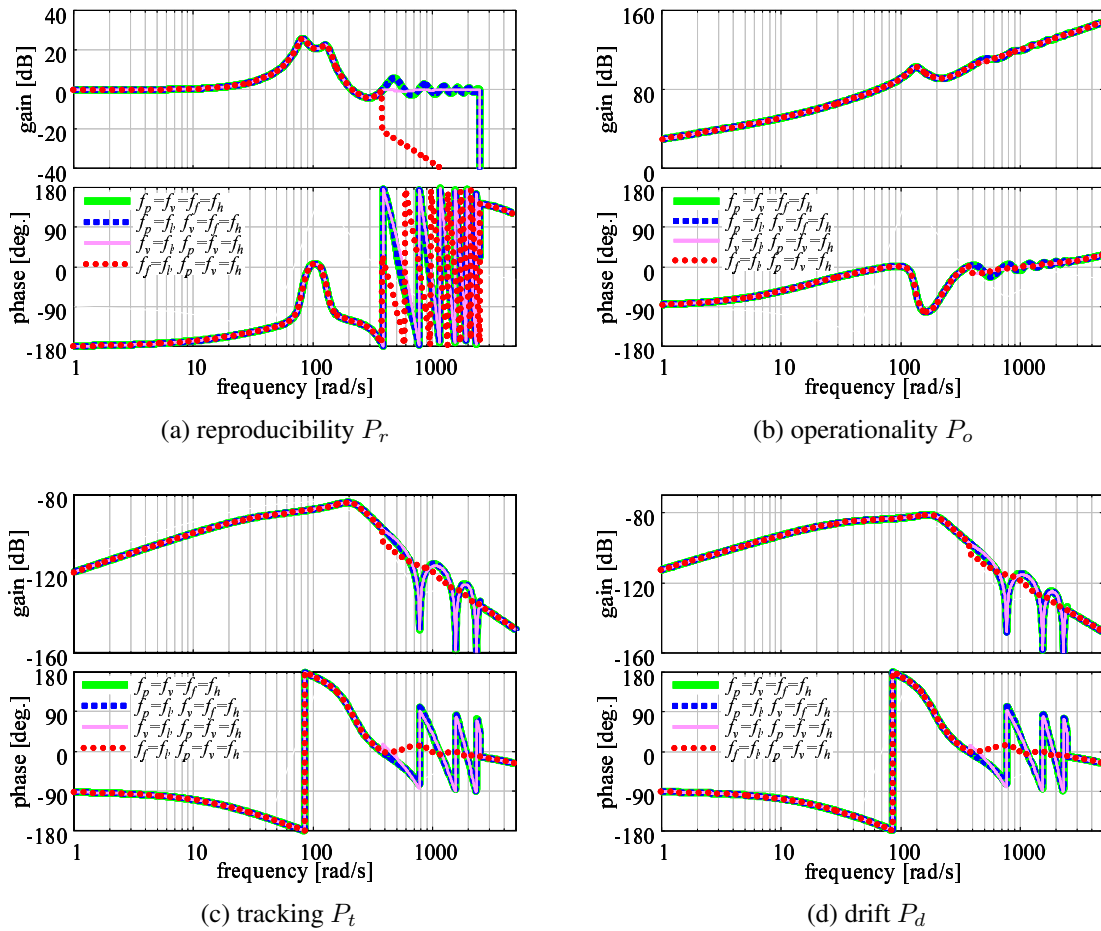 40
20
0
-20
-40
gain [dB]
180
90
0
-90
-180
phase [deg.]
f_p=f_v=f_f=f_h
f_p=f_l, f_v=f_f=f_h
f_v=f_l, f_p=f_v=f_h
f_f=f_l, f_p=f_v=f_h
1 10 100 1000
frequency [rad/s]
(a) reproducibility P_r
160
80
0
gain [dB]
180
90
0
-90
-180
phase [deg.]
f_p=f_v=f_f=f_h
f_p=f_l, f_v=f_f=f_h
f_v=f_l, f_p=f_v=f_h
f_f=f_l, f_p=f_v=f_h
1 10 100 1000
frequency [rad/s]
(b) operationality P_o
-80
-120
-160
gain [dB]
180
90
0
-90
-180
phase [deg.]
f_p=f_v=f_f=f_h
f_p=f_l, f_v=f_f=f_h
f_v=f_l, f_p=f_v=f_h
f_f=f_l, f_p=f_v=f_h
1 10 100 1000
frequency [rad/s]
(c) tracking P_t
-80
-120
-160
gain [dB]
180
90
0
-90
-180
phase [deg.]
f_p=f_v=f_f=f_h
f_p=f_l, f_v=f_f=f_h
f_v=f_l, f_p=f_v=f_h
f_f=f_l, f_p=f_v=f_h
1 10 100 1000
frequency [rad/s]
(d) drift P_d